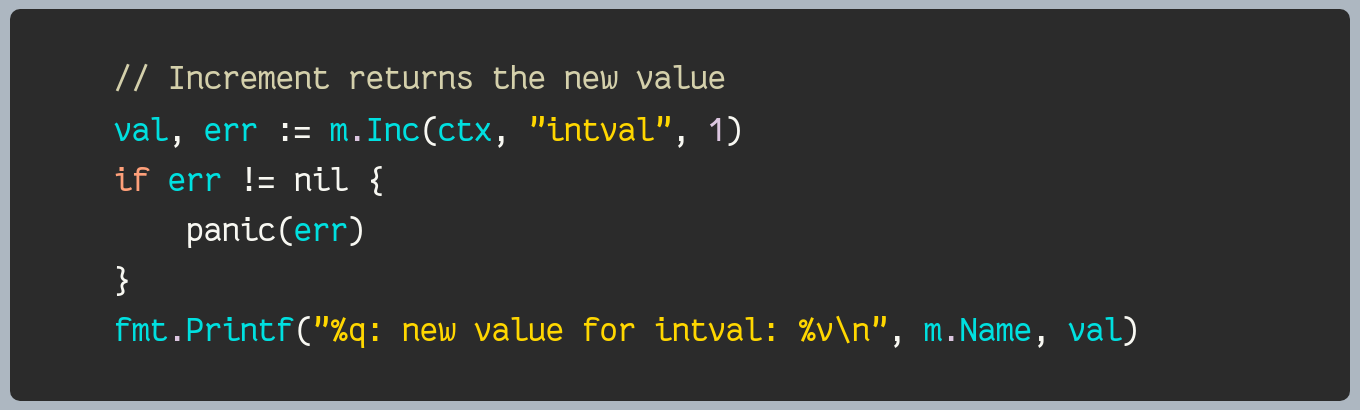 // Increment returns the new value
val, err := m.Inc(ctx, "intval", 1)
if err != nil {
    panic(err)
}
fmt.Printf("%q: new value for intval: %v\n", m.Name, val)